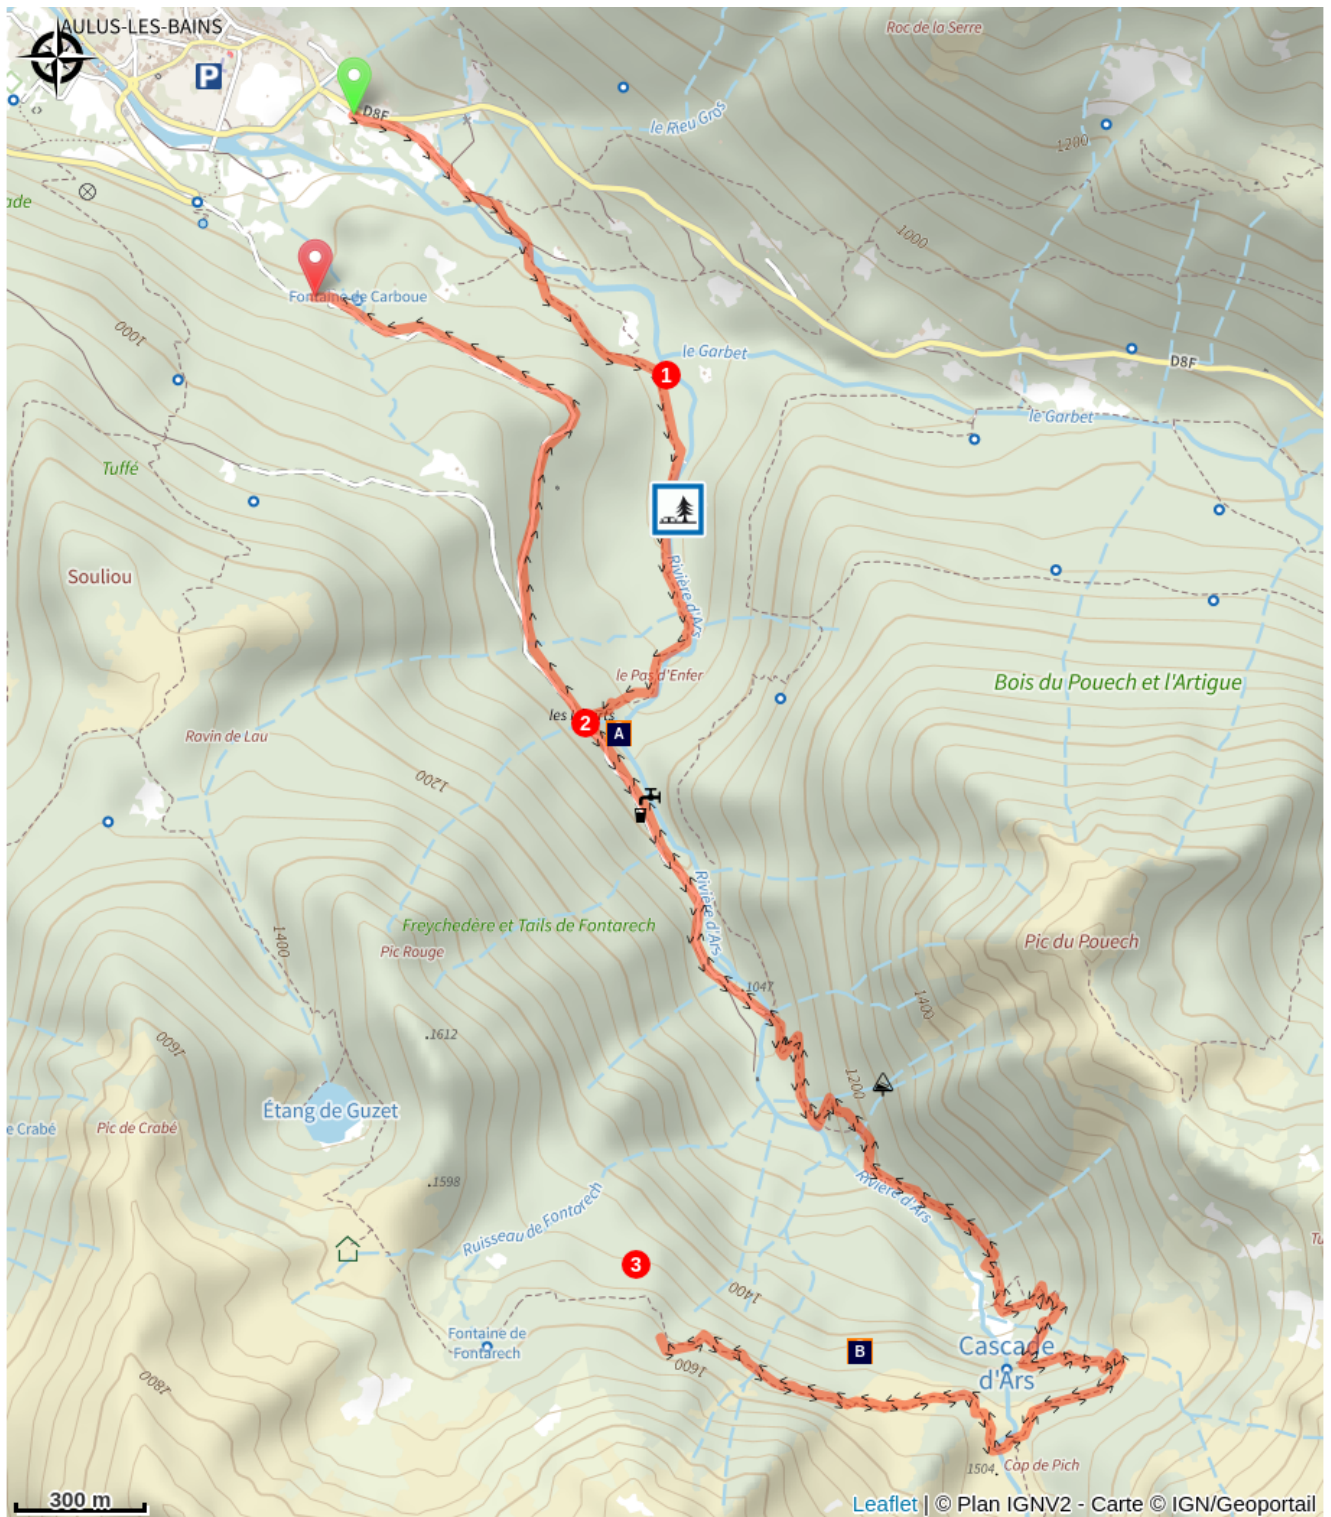 AULUS-LES-BAINS
Roc de la Serre
P
D8F
le Rieu Gros
1200
ade
1000
Fontaine de Carboue
1000
le Garbet
1
D8F
le Garbet
Tuffé
Rivière d'Ars
Souliou
le Pas d'Enfer
Bois du Pouech et l'Artigue
les
2
A
Ravin de Lau
1200
Rivière d'Ars
Freychedère et Tails de Fontarech
1400
Pic Rouge
Pic du Pouech
1047
1400
.1612
1600
1200
Étang de Guzet
e Crabé
Pic de Crabé
.1598
Rivière d'Ars
Ruisseau de Fontarech
Tu
3
1400
Fontaine de
Fontarech
B
Cascade
d'Ars
1600
1800
1504
Cap de Pich
300 m
Leaflet | © Plan IGNV2 - Carte © IGN/Geoportail